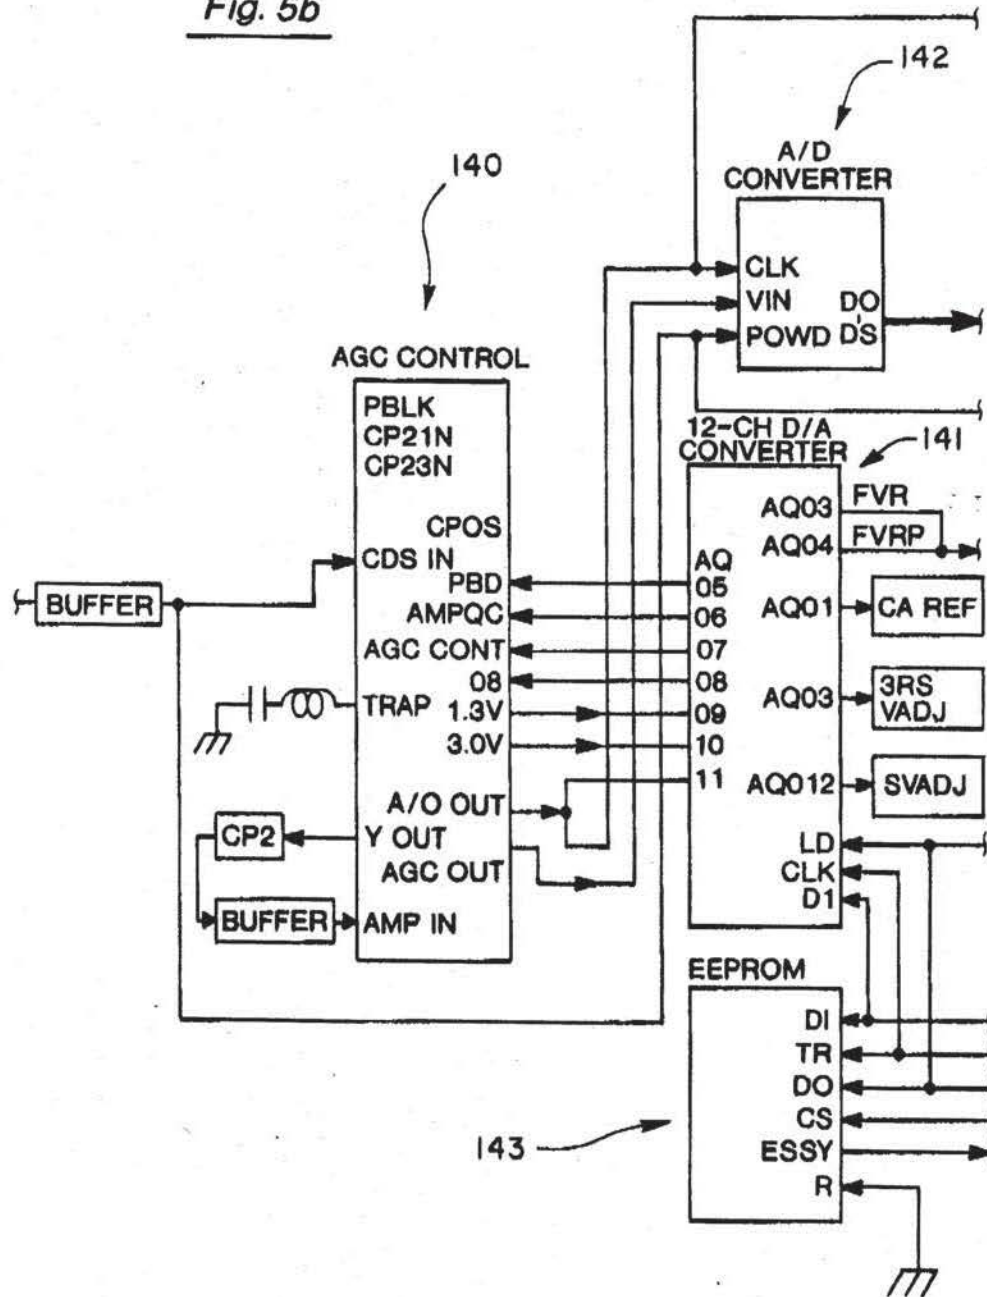 Fig. 5b
142
A/D
CONVERTER
CLK
VIN
POWD
DO
D'S
140
AGC CONTROL
PBLK
CP21N
CP23N
CPOS
CDS IN
PBD
AMPQC
AGC CONT
08
TRAP
1.3V
3.0V
A/O OUT
Y OUT
AGC OUT
AMP IN
BUFFER
CP2
BUFFER
12-CH D/A
CONVERTER
141
AQ
05
06
07
08
09
10
11
AQ03
FVR
AQ04
FVRP
AQ01
CA REF
AQ03
3RS
VADJ
AQ012
SVADJ
LD
CLK
D1
EEPROM
DI
TR
DO
CS
ESSY
R
143